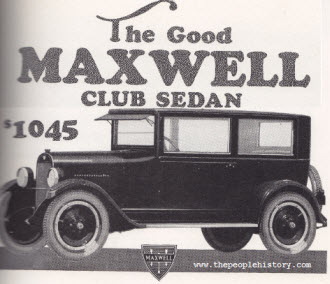 The Good
MAXWELL
CLUB SEDAN
$1045
MAXWELL
www.thepeoplehistory.com